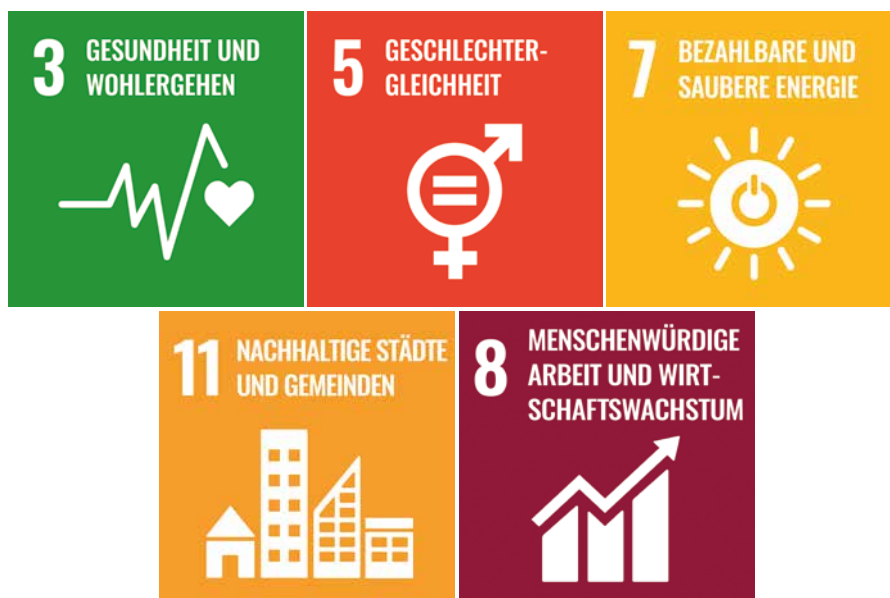 3 GESUNDHEIT UND
WOHLERGEHEN
5 GESCHLECHTER-
GLEICHHEIT
7 BEZAHLBARE UND
SAUBERE ENERGIE
11 NACHHALTIGE STÄDTE
UND GEMEINDEN
8 MENSCHENWÜRDIGE
ARBEIT UND WIRT-
SCHAFTSWACHSTUM